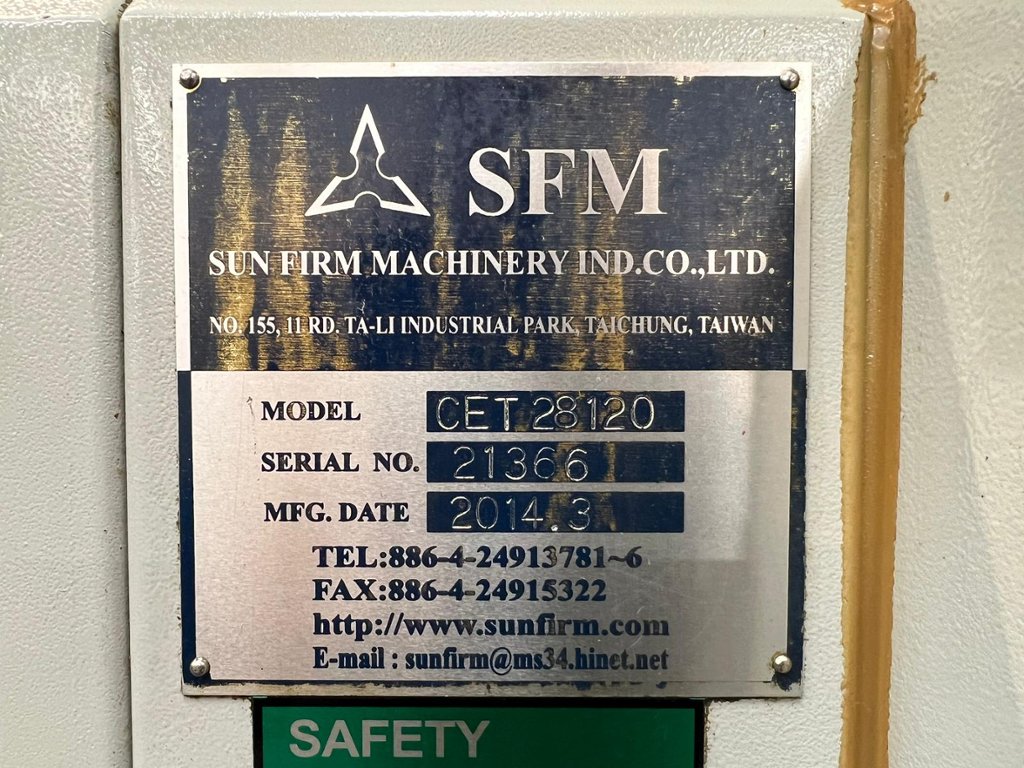 SFM
SUN FIRM MACHINERY IND.CO.,LTD.
NO. 155, 11 RD. TA-LI INDUSTRIAL PARK, TAICHUNG, TAIWAN
MODEL CET 28120
SERIAL NO. 21366
MFG. DATE 2014.3
TEL:886-4-24913781~6
FAX:886-4-24915322
http://www.sunfirm.com
E-mail : sunfirm@ms34.hinet.net
SAFETY